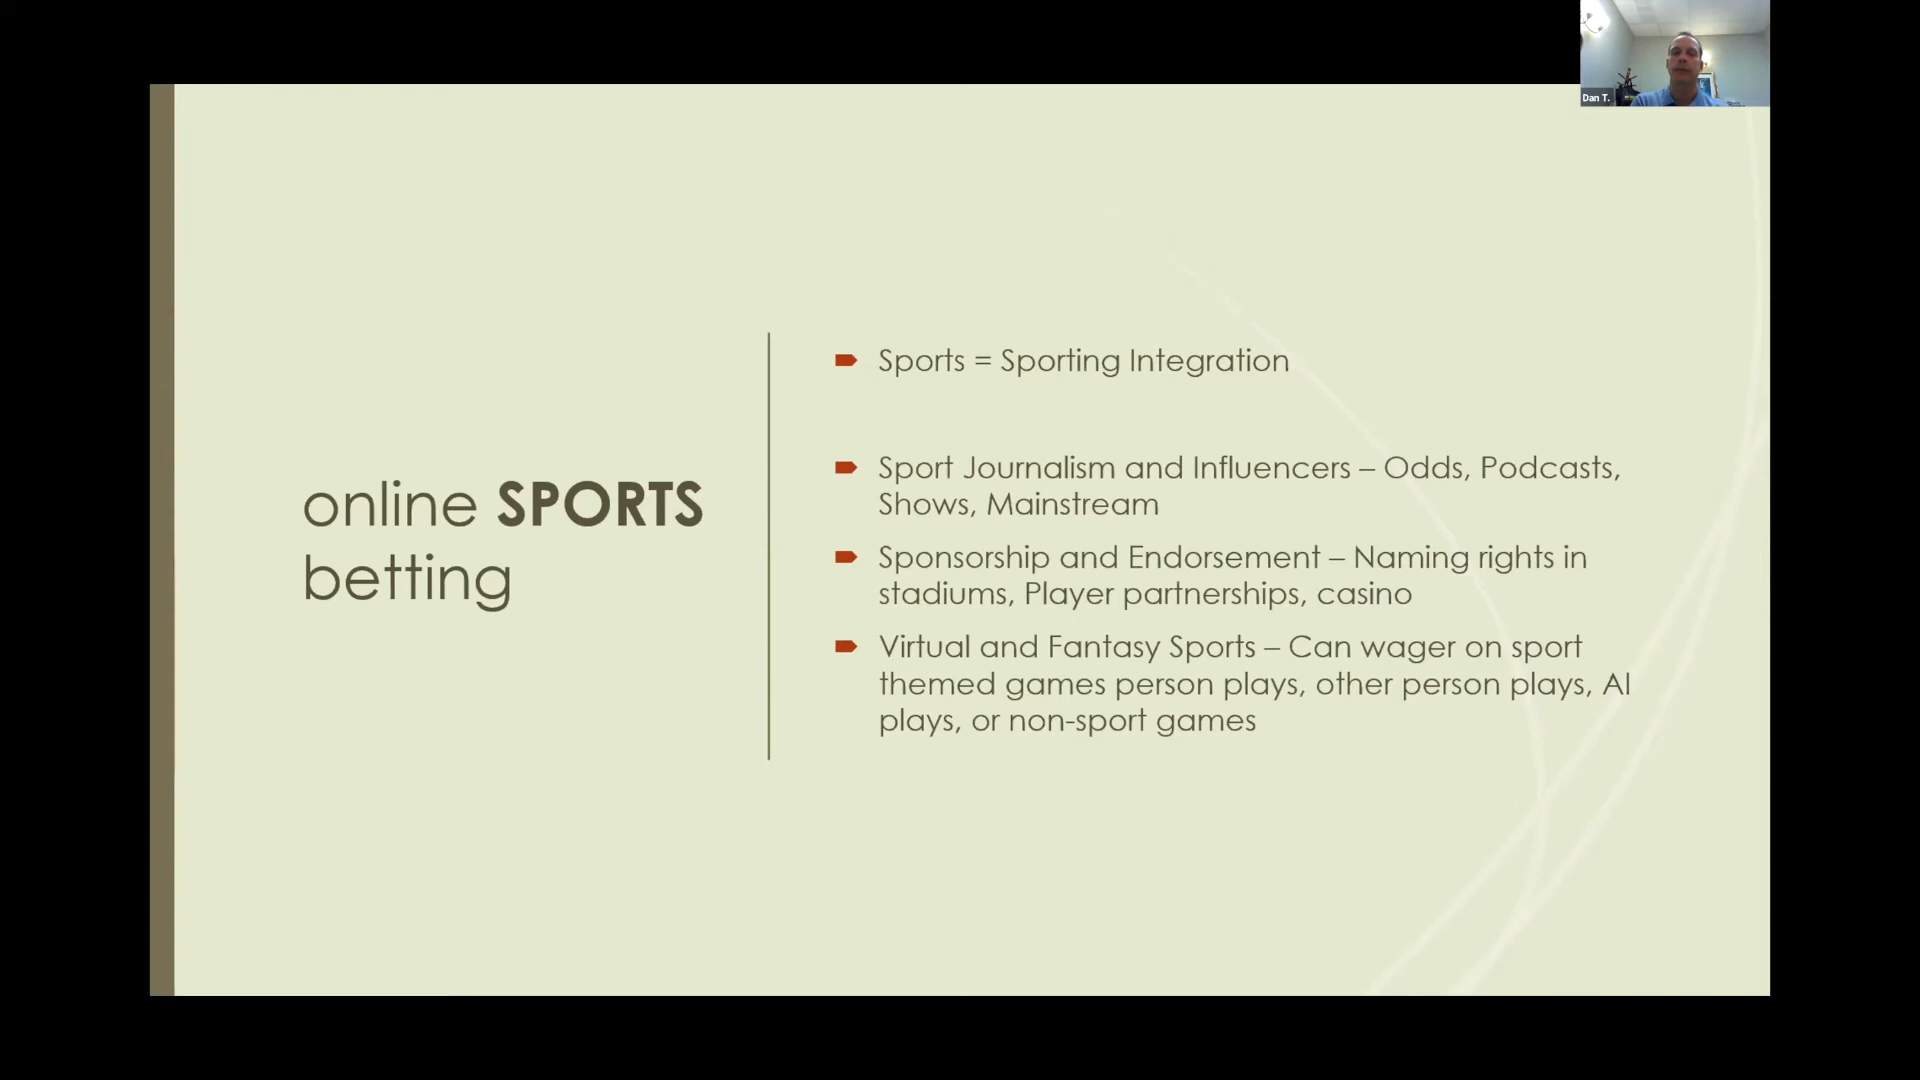 Dan T.
online SPORTS
betting
Sports = Sporting Integration
Sport Journalism and Influencers – Odds, Podcasts,
Shows, Mainstream
Sponsorship and Endorsement – Naming rights in
stadiums, Player partnerships, casino
Virtual and Fantasy Sports – Can wager on sport
themed games person plays, other person plays, AI
plays, or non-sport games